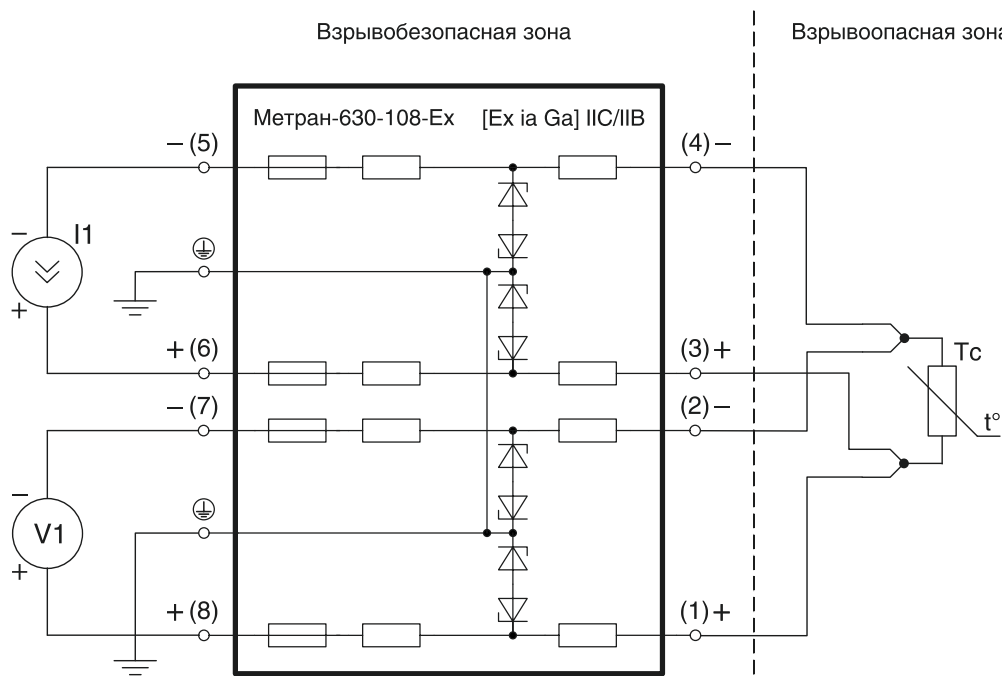 Взрывобезопасная зона
Взрывоопасная зона
Метран-630-108-Ex [Ex ia Ga] IIC/IIB
– (5)
(4) –
–
I1
+
+ (6)
(3) +
Tc
– (7)
(2) –
t°
–
V1
+
+ (8)
(1) +